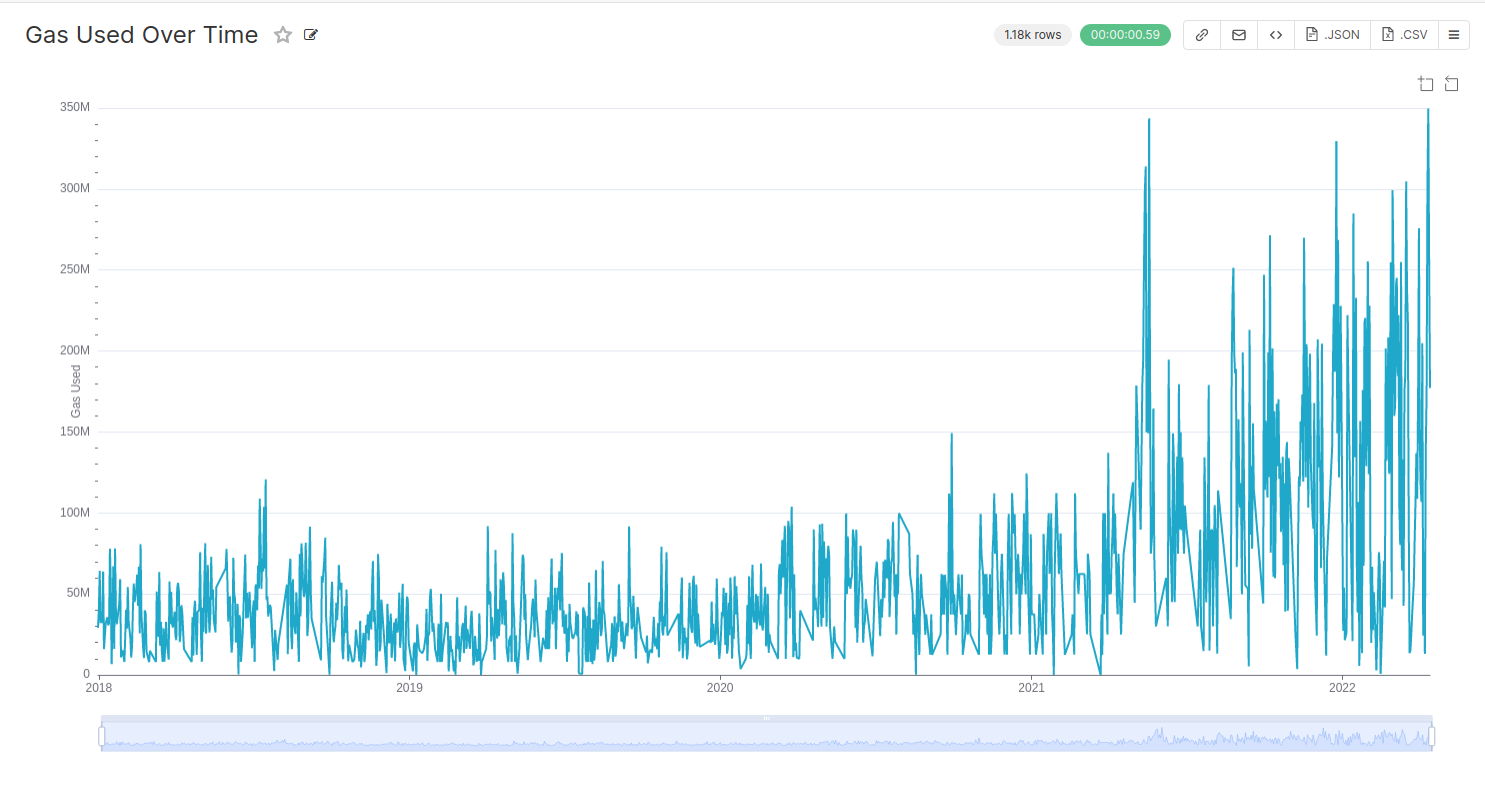 Gas Used Over Time
1.18k rows
00:00:00.59
.JSON
.CSV
350M
300M
250M
200M
150M
100M
50M
0
Gas Used
2018
2019
2020
2021
2022